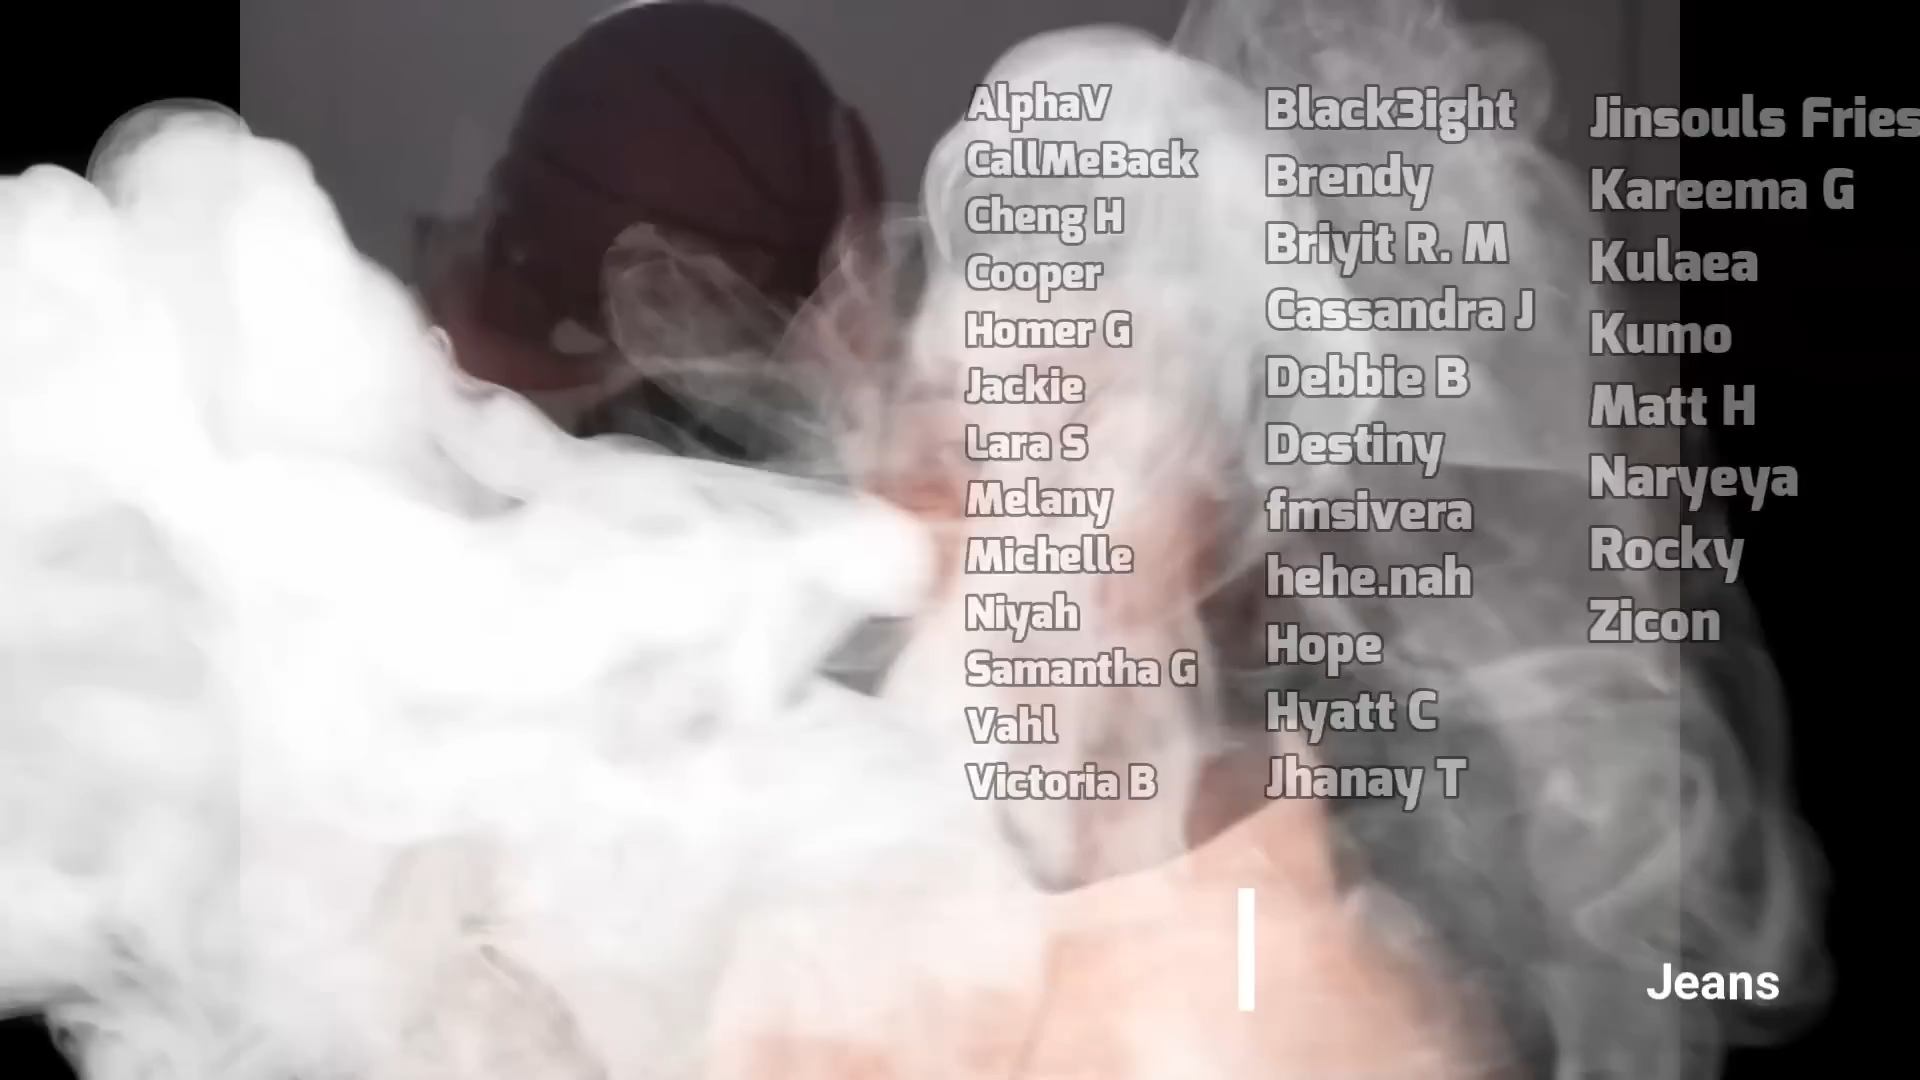 AlphaV
CallMeBack
Cheng H
Cooper
Homer G
Jackie
Lara S
Melany
Michelle
Niyah
Samantha G
Vahl
Victoria B
Black3ight
Brendy
Briyit R. M
Cassandra J
Debbie B
Destiny
fmsivera
hehe.nah
Hope
Hyatt C
Jhanay T
Jinsouls Fries
Kareema G
Kulaea
Kumo
Matt H
Naryeya
Rocky
Zicon
Jeans